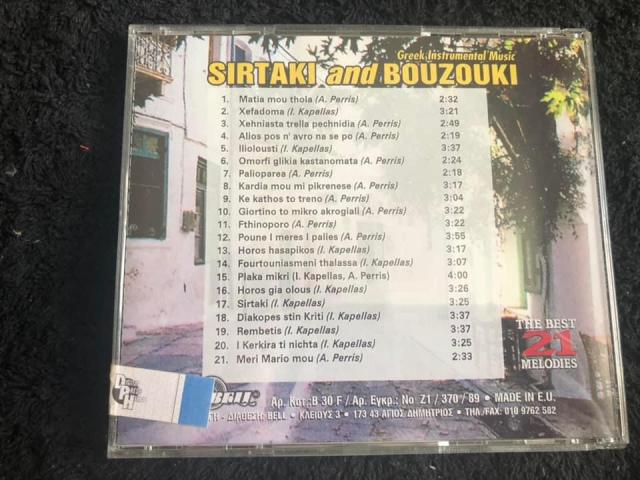 Greek Instrumental Music
SIRTAKI and BOUZOUKI
1. Matia mou thola (A. Perris) 2:32
2. Xefadoma (I. Kapellas) 3:21
3. Xehniasta trella pechnidia (A. Perris) 2:49
4. Alios pos n' avro na se po (A. Perris) 2:19
5. Iliolousti (I. Kapellas) 3:37
6. Omorfi glikia kastanomata (A. Perris) 2:24
7. Palioparea (A. Perris) 2:18
8. Kardia mou mi pikrenese (A. Perris) 3:17
9. Ke kathos to treno (A. Perris) 3:04
10. Giortino to mikro akrogiali (A. Perris) 3:22
11. Fthinoporo (A. Perris) 3:22
12. Poune I meres I palies (A. Perris) 3:55
13. Horos hasapikos (I. Kapellas) 3:17
14. Fourtouniasmeni thalassa (I. Kapellas) 3:07
15. Plaka mikri (I. Kapellas, A. Perris) 4:00
16. Horos gia olous (I. Kapellas) 3:26
17. Sirtaki (I. Kapellas) 3:25
18. Diakopes stin Kriti (I. Kapellas) 3:37
19. Rembetis (I. Kapellas) 3:37
20. I Kerkira ti nichta (I. Kapellas) 3:25
21. Meri Mario mou (A. Perris) 2:33
THE BEST
21
MELODIES
BELL Αρ. Κατ.:Β 30 F / Αρ. Εγκρ.: Νο Ζ1 / 370 / 89 • MADE IN E.U.
ΓΗ - ΔΙΑΘΕΣΗ: BELL • ΚΛΕΙΟΥΣ 3 • 173 43 ΑΓΙΟΣ ΔΗΜΗΤΡΙΟΣ • ΤΗΛ./FAX: 010 9762 582